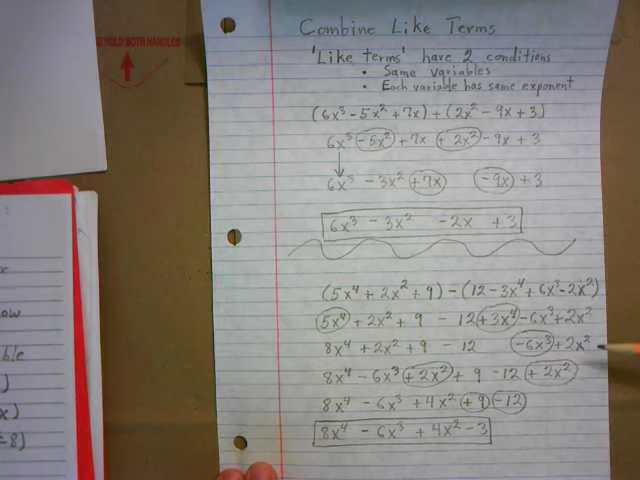 Combine Like Terms
'Like terms' have 2 conditions
• Same variables
• Each variable has same exponent
(6x³ - 5x² + 7x) + (2x² - 9x + 3)
6x³ - 5x² + 7x + 2x² - 9x + 3
6x³ - 3x² + 7x - 9x + 3
6x³ - 3x² - 2x + 3
(5x⁴ + 2x² + 9) - (12 - 3x⁴ + 6x³ - 2x²)
5x⁴ + 2x² + 9 - 12 + 3x⁴ - 6x³ + 2x²
8x⁴ + 2x² + 9 - 12 - 6x³ + 2x²
8x⁴ - 6x³ + 2x² + 9 - 12 + 2x²
8x⁴ - 6x³ + 4x² + 9 - 12
8x⁴ - 6x³ + 4x² - 3
HOLD BOTH HANDLES